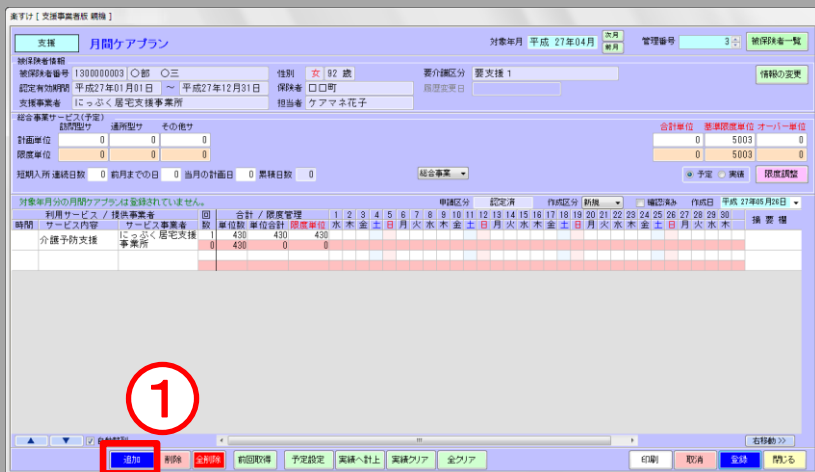 楽すけ [ 支援事業者版 親機 ]
支援 月間ケアプラン 対象年月 平成 27年04月 次月 前月 管理番号 3 被保険者一覧
被保険者情報
被保険者番号 1300000003 〇部 〇三 性別 女 92 歳 要介護区分 要支援 1 情報の変更
認定有効期間 平成27年01月01日 ～ 平成27年12月31日 保険者 口口町 履歴変更日
支援事業者 にっぷく居宅支援事業所 担当者 ケアマネ花子
総合事業サービス(予定)
訪問型サ 通所型サ その他サ 合計単位 基準限度単位 オーバー単位
計画単位 0 0 0 0 5003 0
限度単位 0 0 0 0 5003 0
短期入所 連続日数 0 前月までの日 0 当月の計画日 0 累積日数 0 総合事業 予定 実績 限度調整
対象年月分の月間ケアプランは登録されていません。 申請区分 認定済 作成区分 新規 確認済み 作成日 平成 27年05月26日
利用サービス / 提供事業者 回 合計 / 限度管理 1 2 3 4 5 6 7 8 9 10 11 12 13 14 15 16 17 18 19 20 21 22 23 24 25 26 27 28 29 30 摘 要 欄
時間 サービス内容 サービス事業者 数 単位数 単位合計 限度単位 水 木 金 土 日 月 火 水 木 金 土 日 月 火 水 木 金 土 日 月 火 水 木 金 土 日 月 火 水 木
介護予防支援 にっぷく居宅支援事業所 1 430 430 430
0 430 0 0
①
▲ ▼ 自動整列 右移動 >>
追加 削除 全削除 前回取得 予定設定 実績へ計上 実績クリア 全クリア 印刷 取消 登録 閉じる